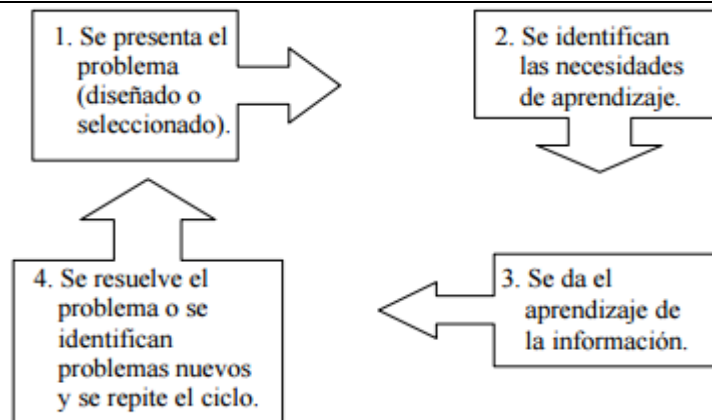 1. Se presenta el
problema
(diseñado o
seleccionado).
2. Se identifican
las necesidades
de aprendizaje.
3. Se da el
aprendizaje de
la información.
4. Se resuelve el
problema o se
identifican
problemas nuevos
y se repite el ciclo.